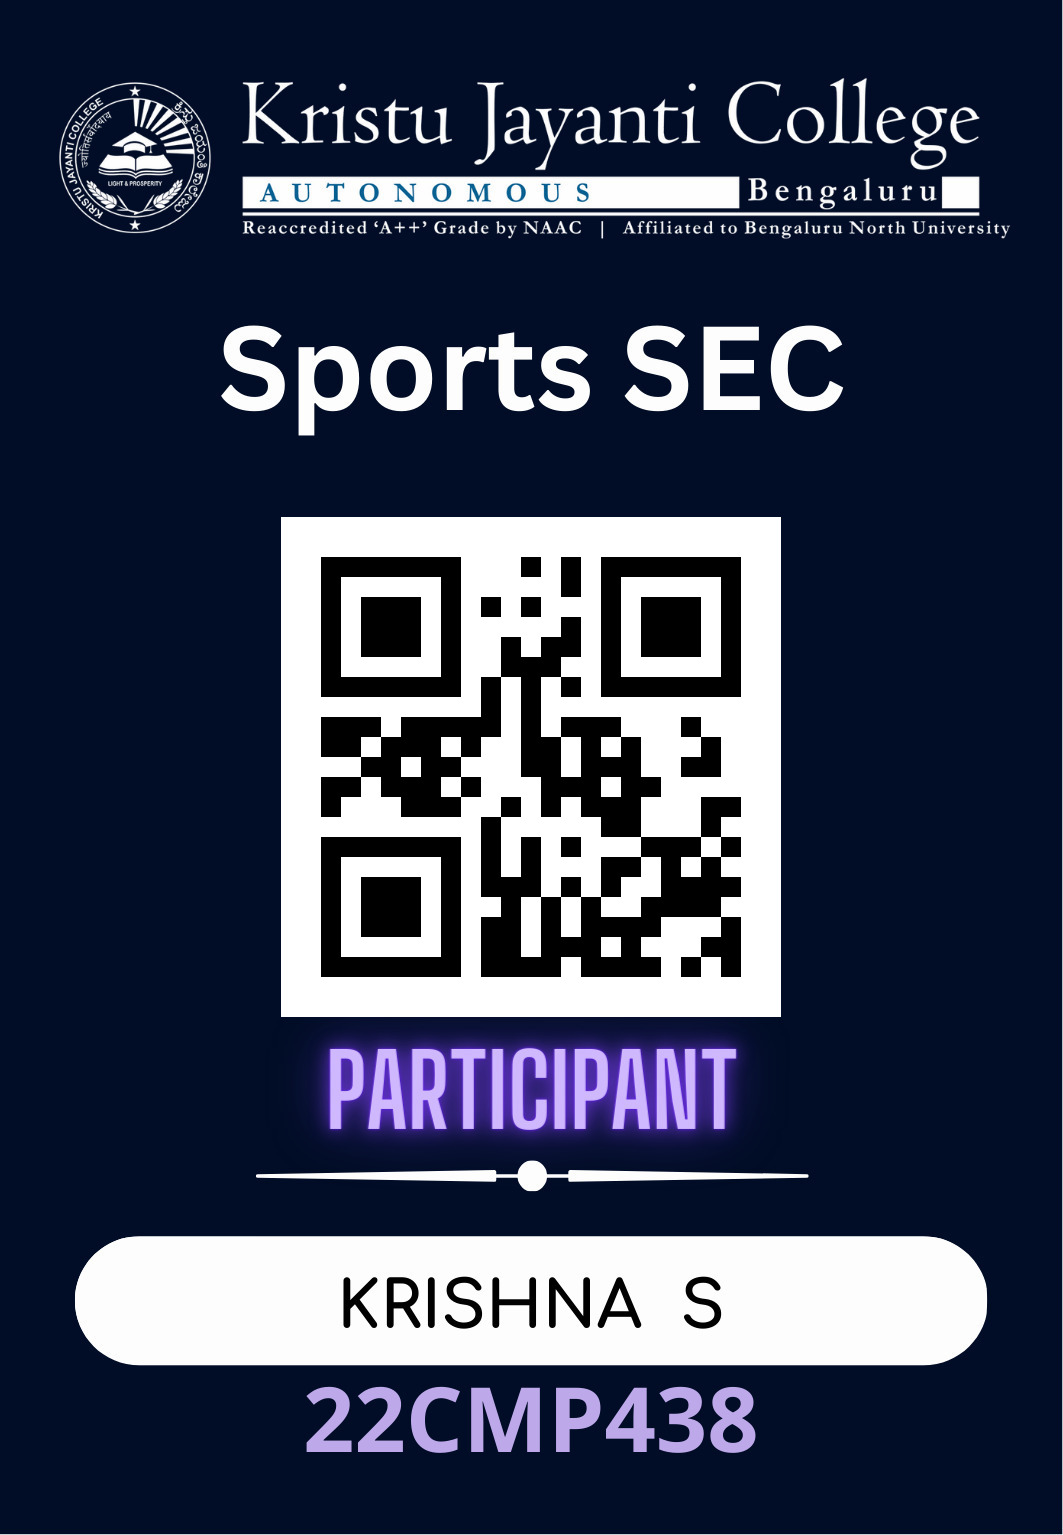 KRISTU JAYANTI COLLEGE
LIGHT & PROSPERITY
Kristu Jayanti College
AUTONOMOUS Bengaluru
Reaccredited ‘A++’ Grade by NAAC | Affiliated to Bengaluru North University
Sports SEC
PARTICIPANT
KRISHNA S
22CMP438